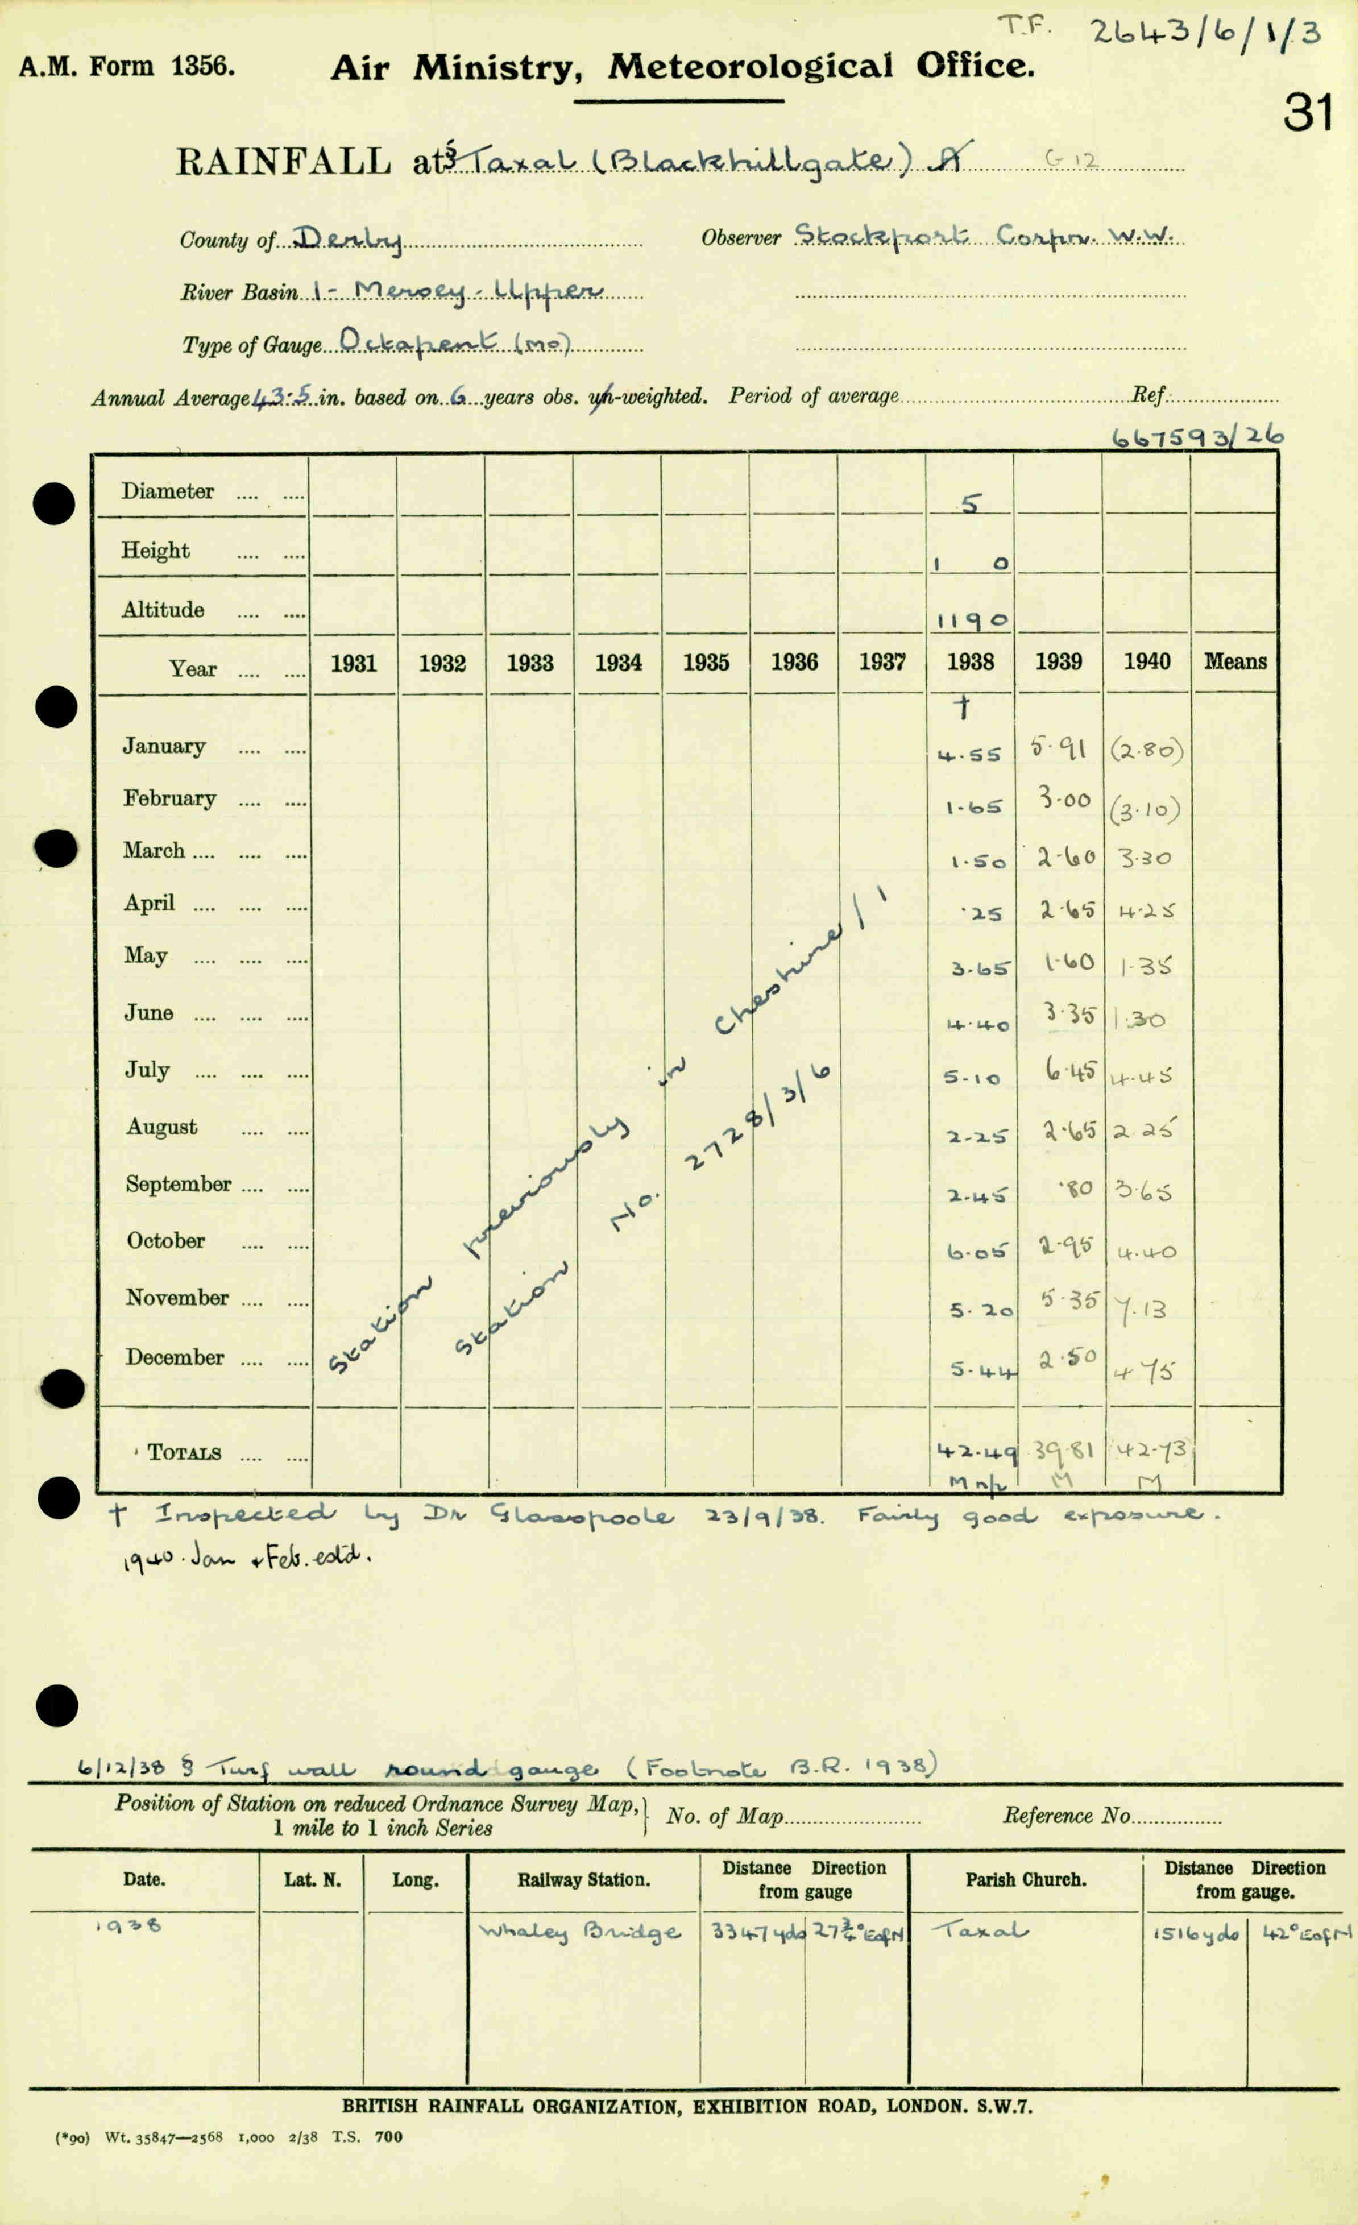 T.F. 2643/6/1/3
A.M. Form 1356. Air Ministry, Meteorological Office.
31
RAINFALL at § Taxal (Blackhillgate) A G12
County of Derby Observer Stockport Corpn. W.W.
River Basin 1 - Mersey - Upper
Type of Gauge Octapent (mo)
Annual Average 43.5 in. based on 6 years obs. un-weighted. Period of average Ref.
667593/26
Diameter .... .... 5
Height .... .... 1 0
Altitude .... .... 1190
Year .... .... 1931 1932 1933 1934 1935 1936 1937 1938 1939 1940 Means
†
January .... .... 4.55 5.91 (2.80)
February .... .... 1.65 3.00 (3.10)
March .... .... .... 1.50 2.60 3.30
April .... .... .... .25 2.65 4.25
May .... .... .... 3.65 1.60 1.35
June .... .... .... 4.40 3.35 1.30
July .... .... .... 5.10 6.45 4.45
August .... .... 2.25 2.65 2.25
September .... .... 2.45 .80 3.65
October .... .... 6.05 2.95 4.40
November .... .... 5.20 5.35 7.13
December .... .... 5.44 2.50 4.75
Station previously in Cheshire/1
Station No. 2728/3/6
TOTALS .... .... 42.49 39.81 42.73
M n/p M M
† Inspected by Dr Glasspoole 23/9/38. Fairly good exposure.
1940. Jan + Feb. estd.
6/12/38 § Turf wall round gauge (Footnote B.R. 1938)
Position of Station on reduced Ordnance Survey Map, } No. of Map Reference No.
1 mile to 1 inch Series
Date. Lat. N. Long. Railway Station. Distance Direction from gauge Parish Church. Distance Direction from gauge.
1938 Whaley Bridge 3347 yds 27¾° E of N Taxal 1516 yds 42° E of N
BRITISH RAINFALL ORGANIZATION, EXHIBITION ROAD, LONDON. S.W.7.
(*90) Wt. 35847—2568 1,000 2/38 T.S. 700